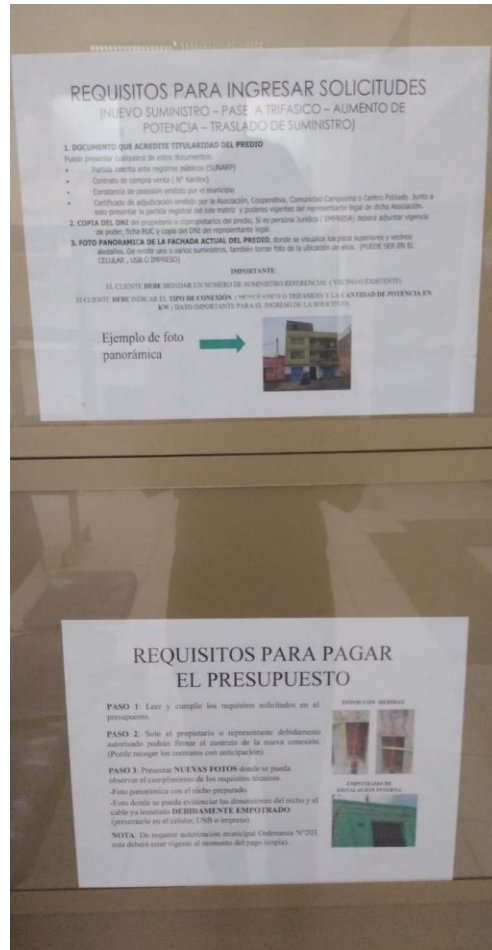 REQUISITOS PARA INGRESAR SOLICITUDES
(NUEVO SUMINISTRO – PASE A TRIFASICO – AUMENTO DE
POTENCIA – TRASLADO DE SUMINISTRO)
1. DOCUMENTO QUE ACREDITE TITULARIDAD DEL PREDIO
Puede presentar cualquiera de estos documentos:
• Partida inscrita ante registros públicos (SUNARP)
• Contrato de compra venta ( N° Kardex)
• Constancia de posesión emitido por el municipio
• Certificado de adjudicación emitido por la Asociación, Cooperativa, Comunidad Campesina o Centro Poblado. Junto a
esto presentar la partida registral del lote matriz y poderes vigentes del representante legal de dicha Asociación.
2. COPIA DEL DNI del propietario o copropietarios del predio, Si es persona Jurídica ( EMPRESA) deberá adjuntar vigencia
de poder, ficha RUC y copia del DNI del representante legal.
3. FOTO PANORAMICA DE LA FACHADA ACTUAL DEL PREDIO, donde se visualice los pisos superiores y vecinos
aledaños. De existir uno o varios suministros, también tomar foto de la ubicación de ellos. (PUEDE SER EN EL
CELULAR , USB O IMPRESO)
IMPORTANTE
EL CLIENTE DEBE BRINDAR UN NUMERO DE SUMINISTRO REFERENCIAL ( VECINO O EXISTENTE)
EL CLIENTE DEBE INDICAR EL TIPO DE CONEXIÓN ( MONOFASICO O TRIFASICO) Y LA CANTIDAD DE POTENCIA EN
KW ( DATO IMPORTANTE PARA EL INGRESO DE LA SOLICITUD)
Ejemplo de foto
panorámica
REQUISITOS PARA PAGAR
EL PRESUPUESTO
PASO 1: Leer y cumplir los requisitos solicitados en el
presupuesto.
PASO 2: Solo el propietario o representante debidamente
autorizado podrán firmar el contrato de la nueva conexión.
(Puede recoger los contratos con anticipación).
PASO 3: Presentar NUEVAS FOTOS donde se pueda
observar el cumplimiento de los requisitos técnicos.
-Foto panorámica con el nicho preparado.
-Foto donde se pueda evidenciar las dimensiones del nicho y el
cable ya instalado DEBIDAMENTE EMPOTRADO
(presentarlo en el celular, USB o impreso)
NOTA: De requerir autorización municipal Ordenanza N°203,
esta deberá estar vigente al momento del pago (copia).
FOTOS CON MEDIDAS
EMPOTRADO DE
INSTALACION INTERNA